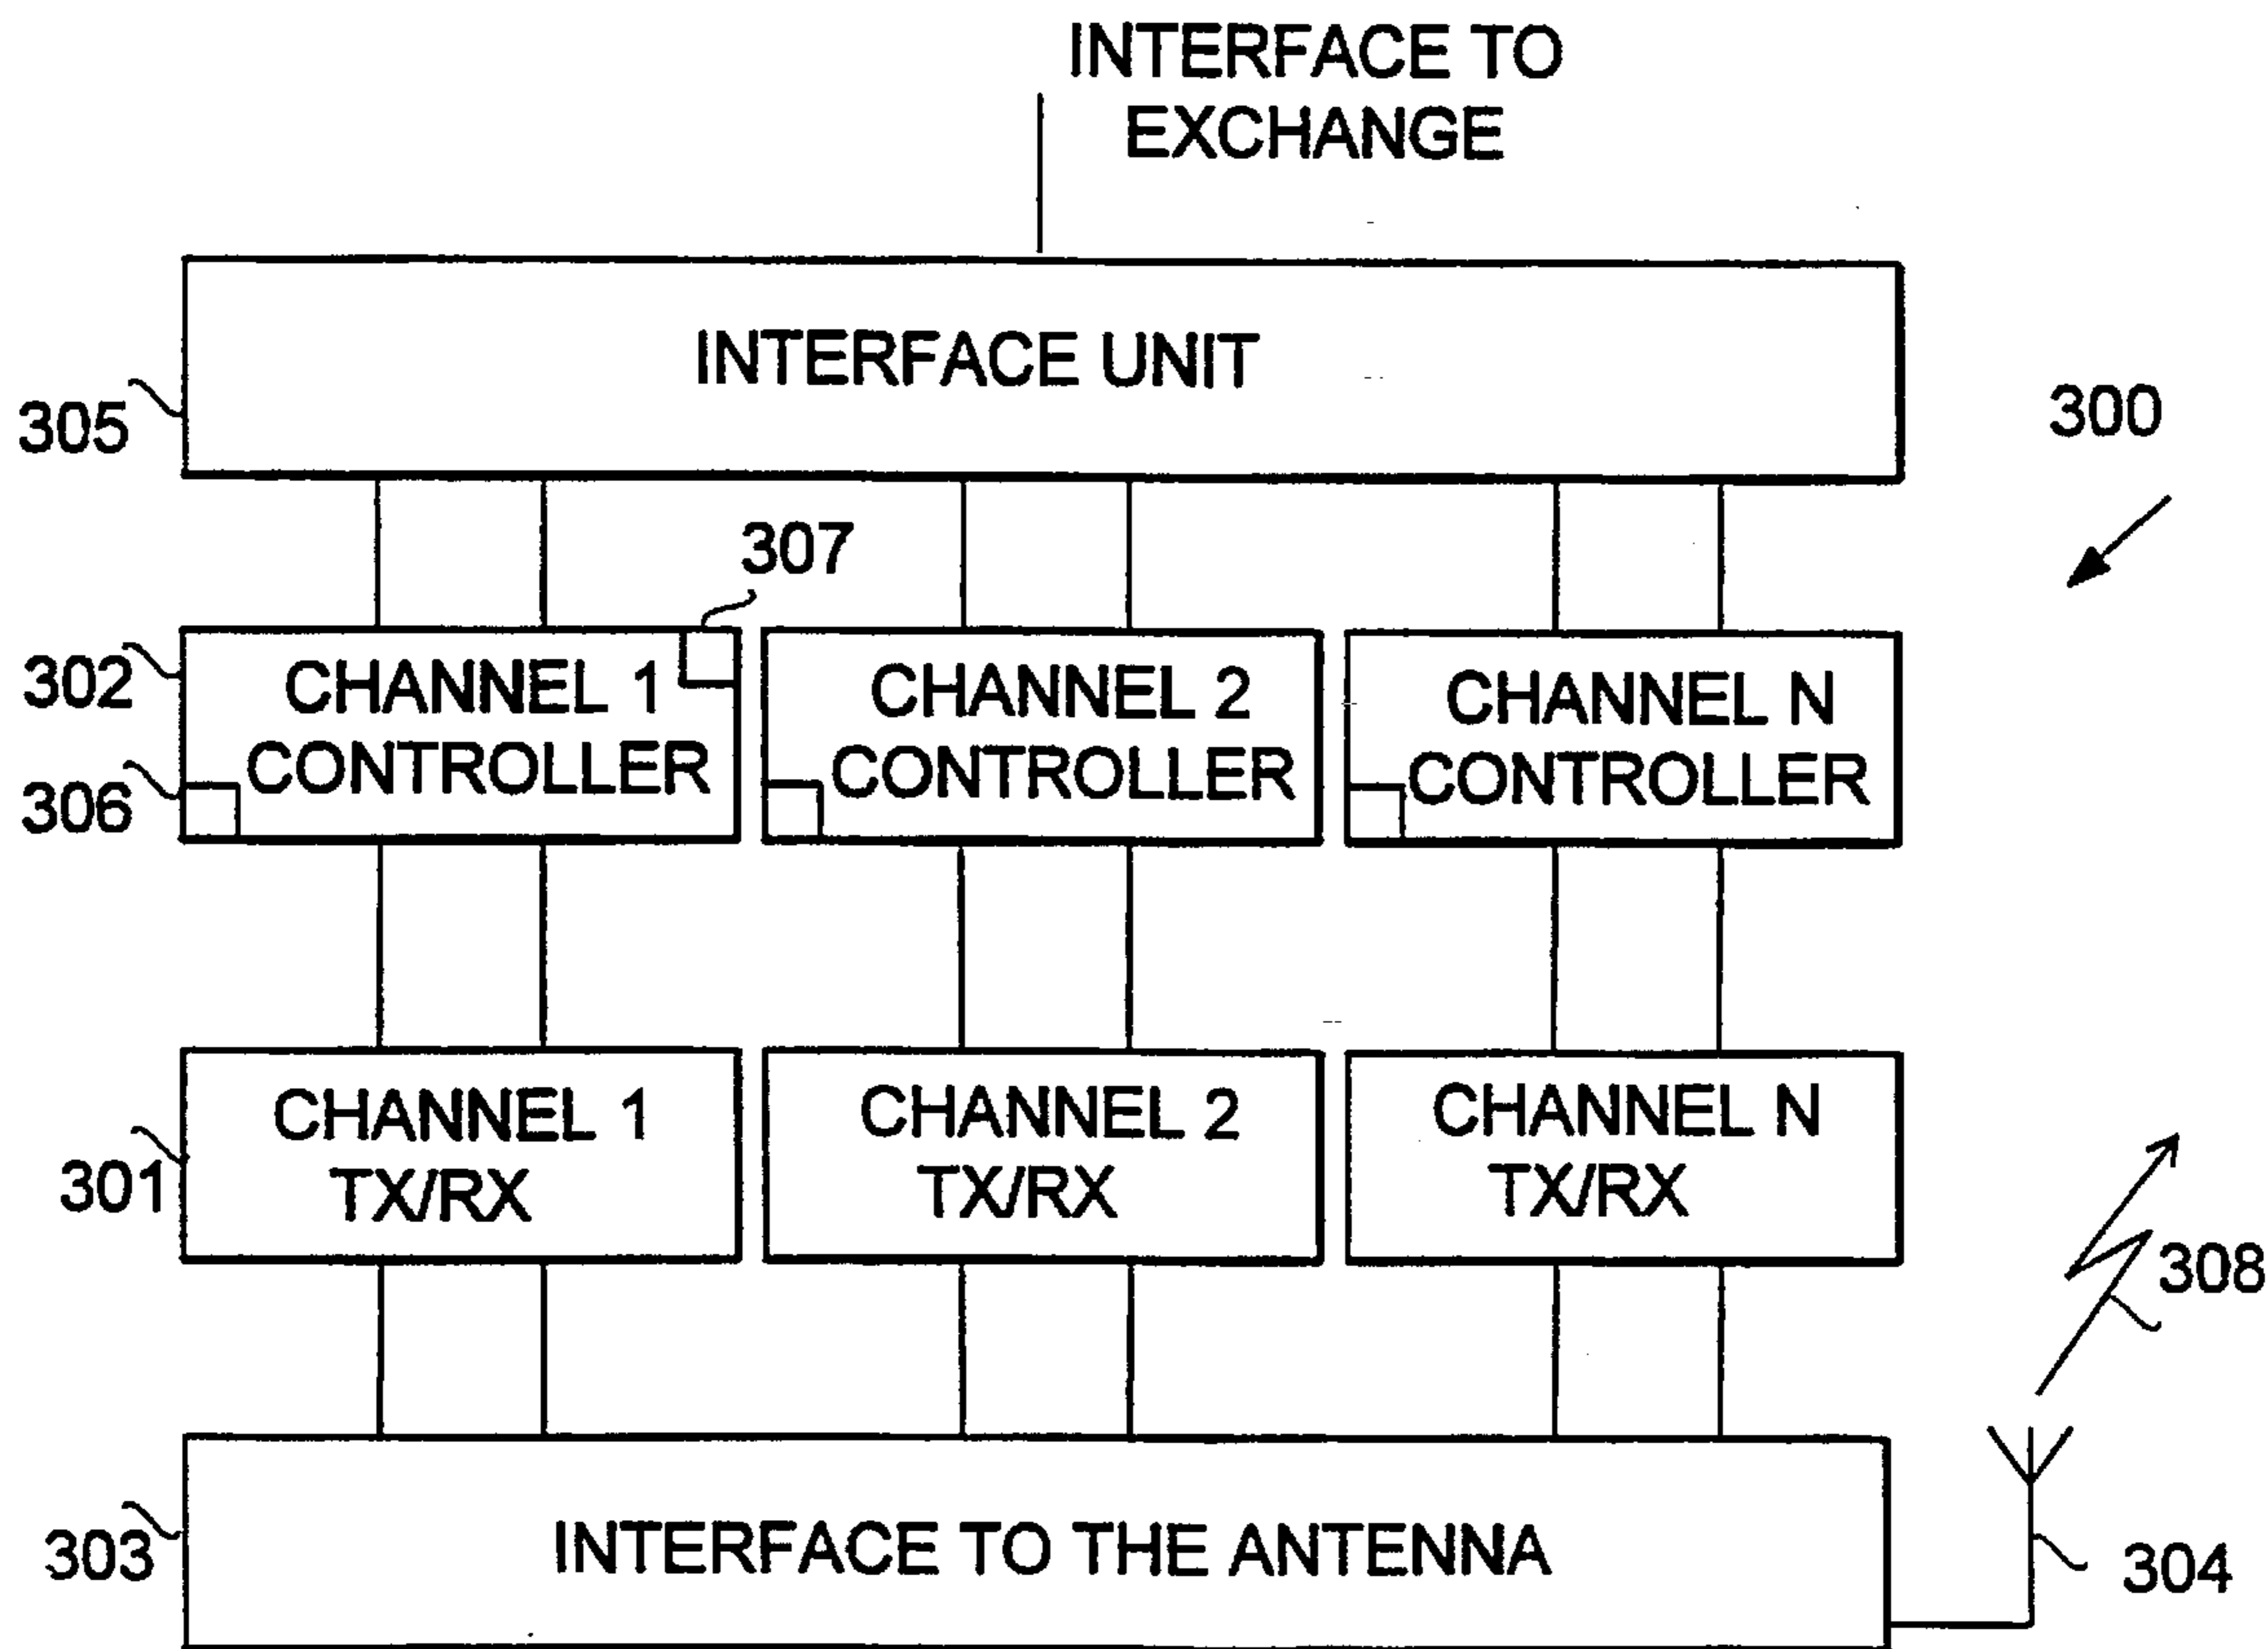 INTERFACE TO
EXCHANGE
INTERFACE UNIT
305
300
307
302
CHANNEL 1
CONTROLLER
306
CHANNEL 2
CONTROLLER
CHANNEL N
CONTROLLER
301
CHANNEL 1
TX/RX
CHANNEL 2
TX/RX
CHANNEL N
TX/RX
308
303
INTERFACE TO THE ANTENNA
304